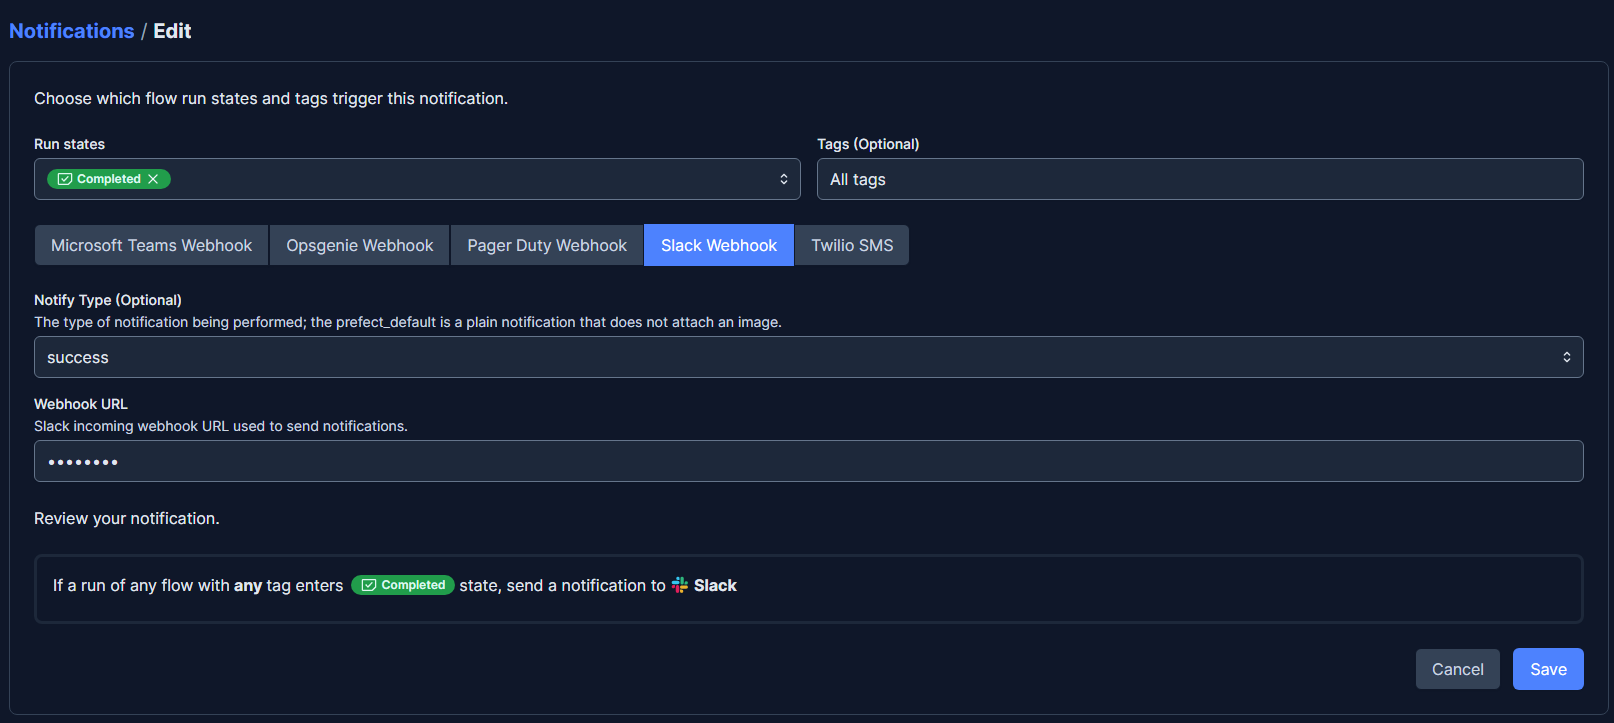 Notifications / Edit
Choose which flow run states and tags trigger this notification.
Run states
Tags (Optional)
Completed
All tags
Microsoft Teams Webhook
Opsgenie Webhook
Pager Duty Webhook
Slack Webhook
Twilio SMS
Notify Type (Optional)
The type of notification being performed; the prefect_default is a plain notification that does not attach an image.
success
Webhook URL
Slack incoming webhook URL used to send notifications.
••••••••
Review your notification.
If a run of any flow with any tag enters Completed state, send a notification to Slack
Cancel
Save